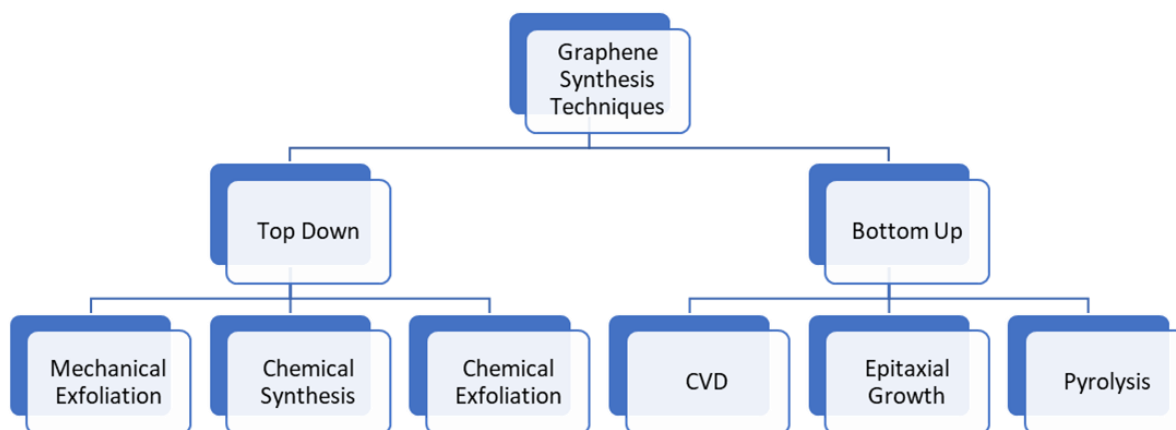 Graphene
Synthesis
Techniques
Top Down
Bottom Up
Mechanical
Exfoliation
Chemical
Synthesis
Chemical
Exfoliation
CVD
Epitaxial
Growth
Pyrolysis